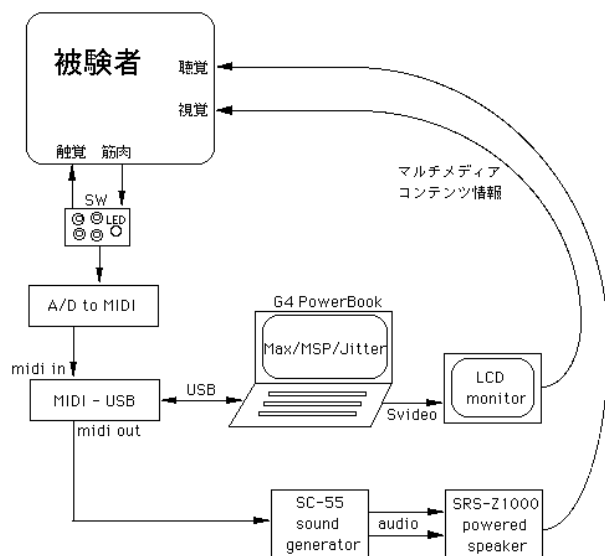 被験者
聴覚
視覚
触覚
筋肉
SW
LED
マルチメディア
コンテンツ情報
A/D to MIDI
G4 PowerBook
Max/MSP/Jitter
midi in
MIDI - USB
USB
midi out
Svideo
LCD
monitor
SC-55
sound
generator
audio
SRS-Z1000
powered
speaker